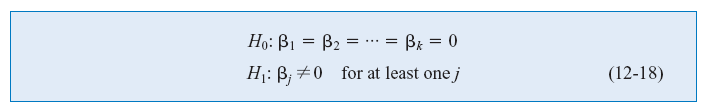 H₀: β₁ = β₂ = ⋯ = βₖ = 0
H₁: βⱼ ≠ 0 for at least one j (12-18)